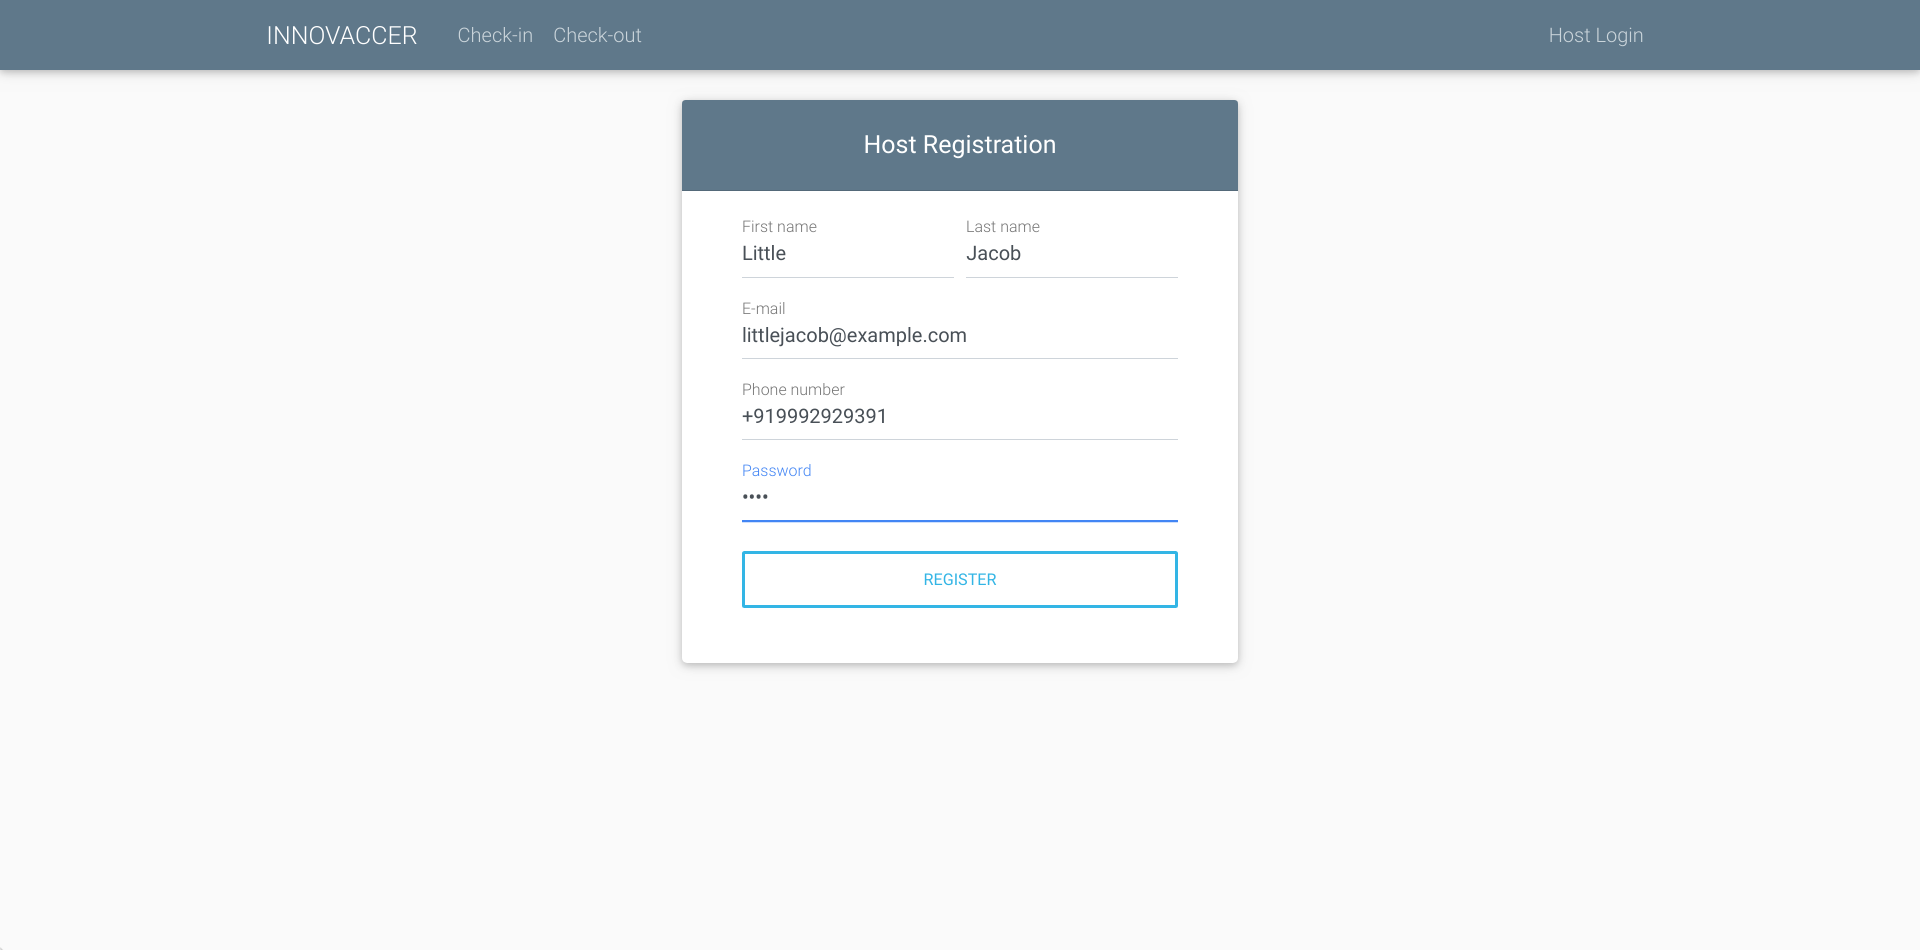 INNOVACCER Check-in Check-out Host Login
Host Registration
First name Last name
Little Jacob
E-mail
littlejacob@example.com
Phone number
+919992929391
Password
••••
REGISTER